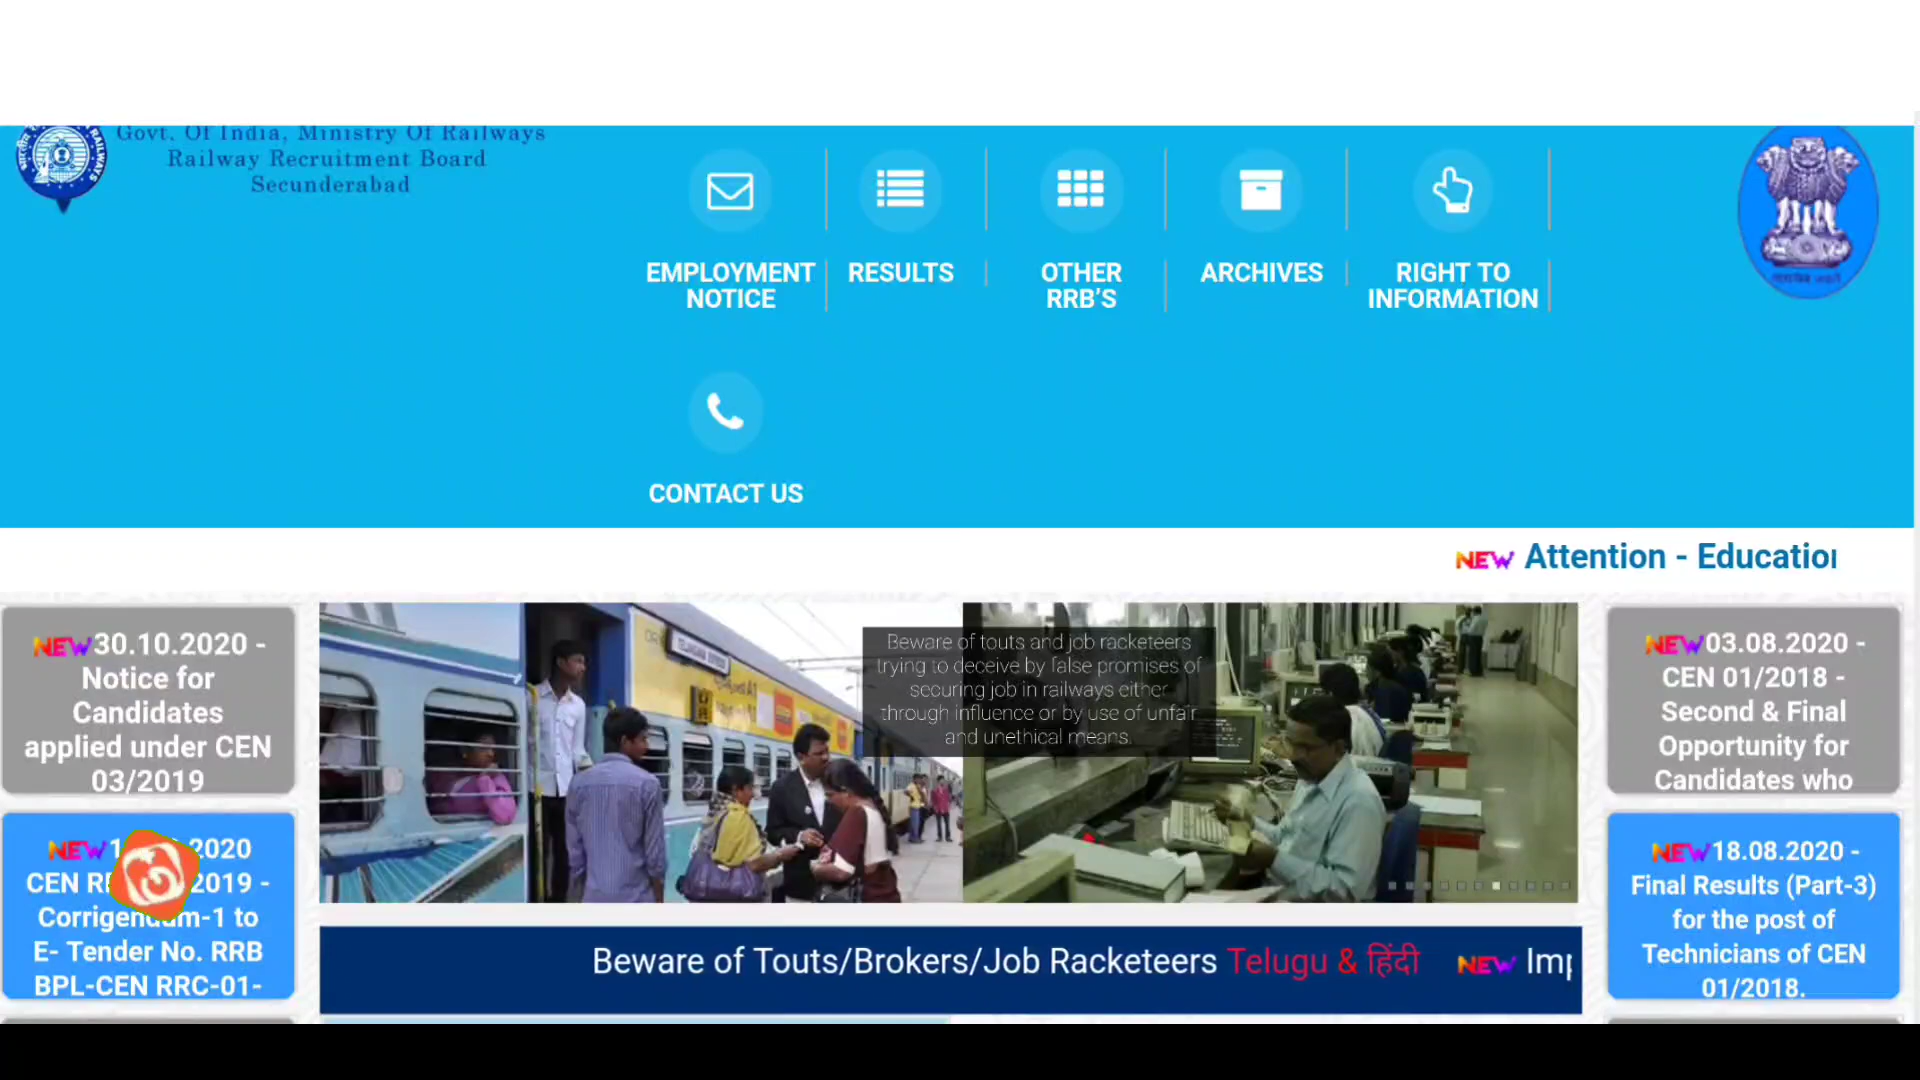 Govt. Of India, Ministry Of Railways
Railway Recruitment Board
Secunderabad
EMPLOYMENT
NOTICE
RESULTS
OTHER
RRB'S
ARCHIVES
RIGHT TO
INFORMATION
CONTACT US
NEW Attention - Education
NEW 30.10.2020 -
Notice for
Candidates
applied under CEN
03/2019
NEW 2020
CEN 2019 -
Corrigendum-1 to
E- Tender No. RRB
BPL-CEN RRC-01-
Beware of touts and job racketeers
trying to deceive by false promises of
securing job in railways either
through influence or by use of unfair
and unethical means.
Beware of Touts/Brokers/Job Racketeers Telugu & हिंदी NEW Imp
NEW 03.08.2020 -
CEN 01/2018 -
Second & Final
Opportunity for
Candidates who
NEW 18.08.2020 -
Final Results (Part-3)
for the post of
Technicians of CEN
01/2018.